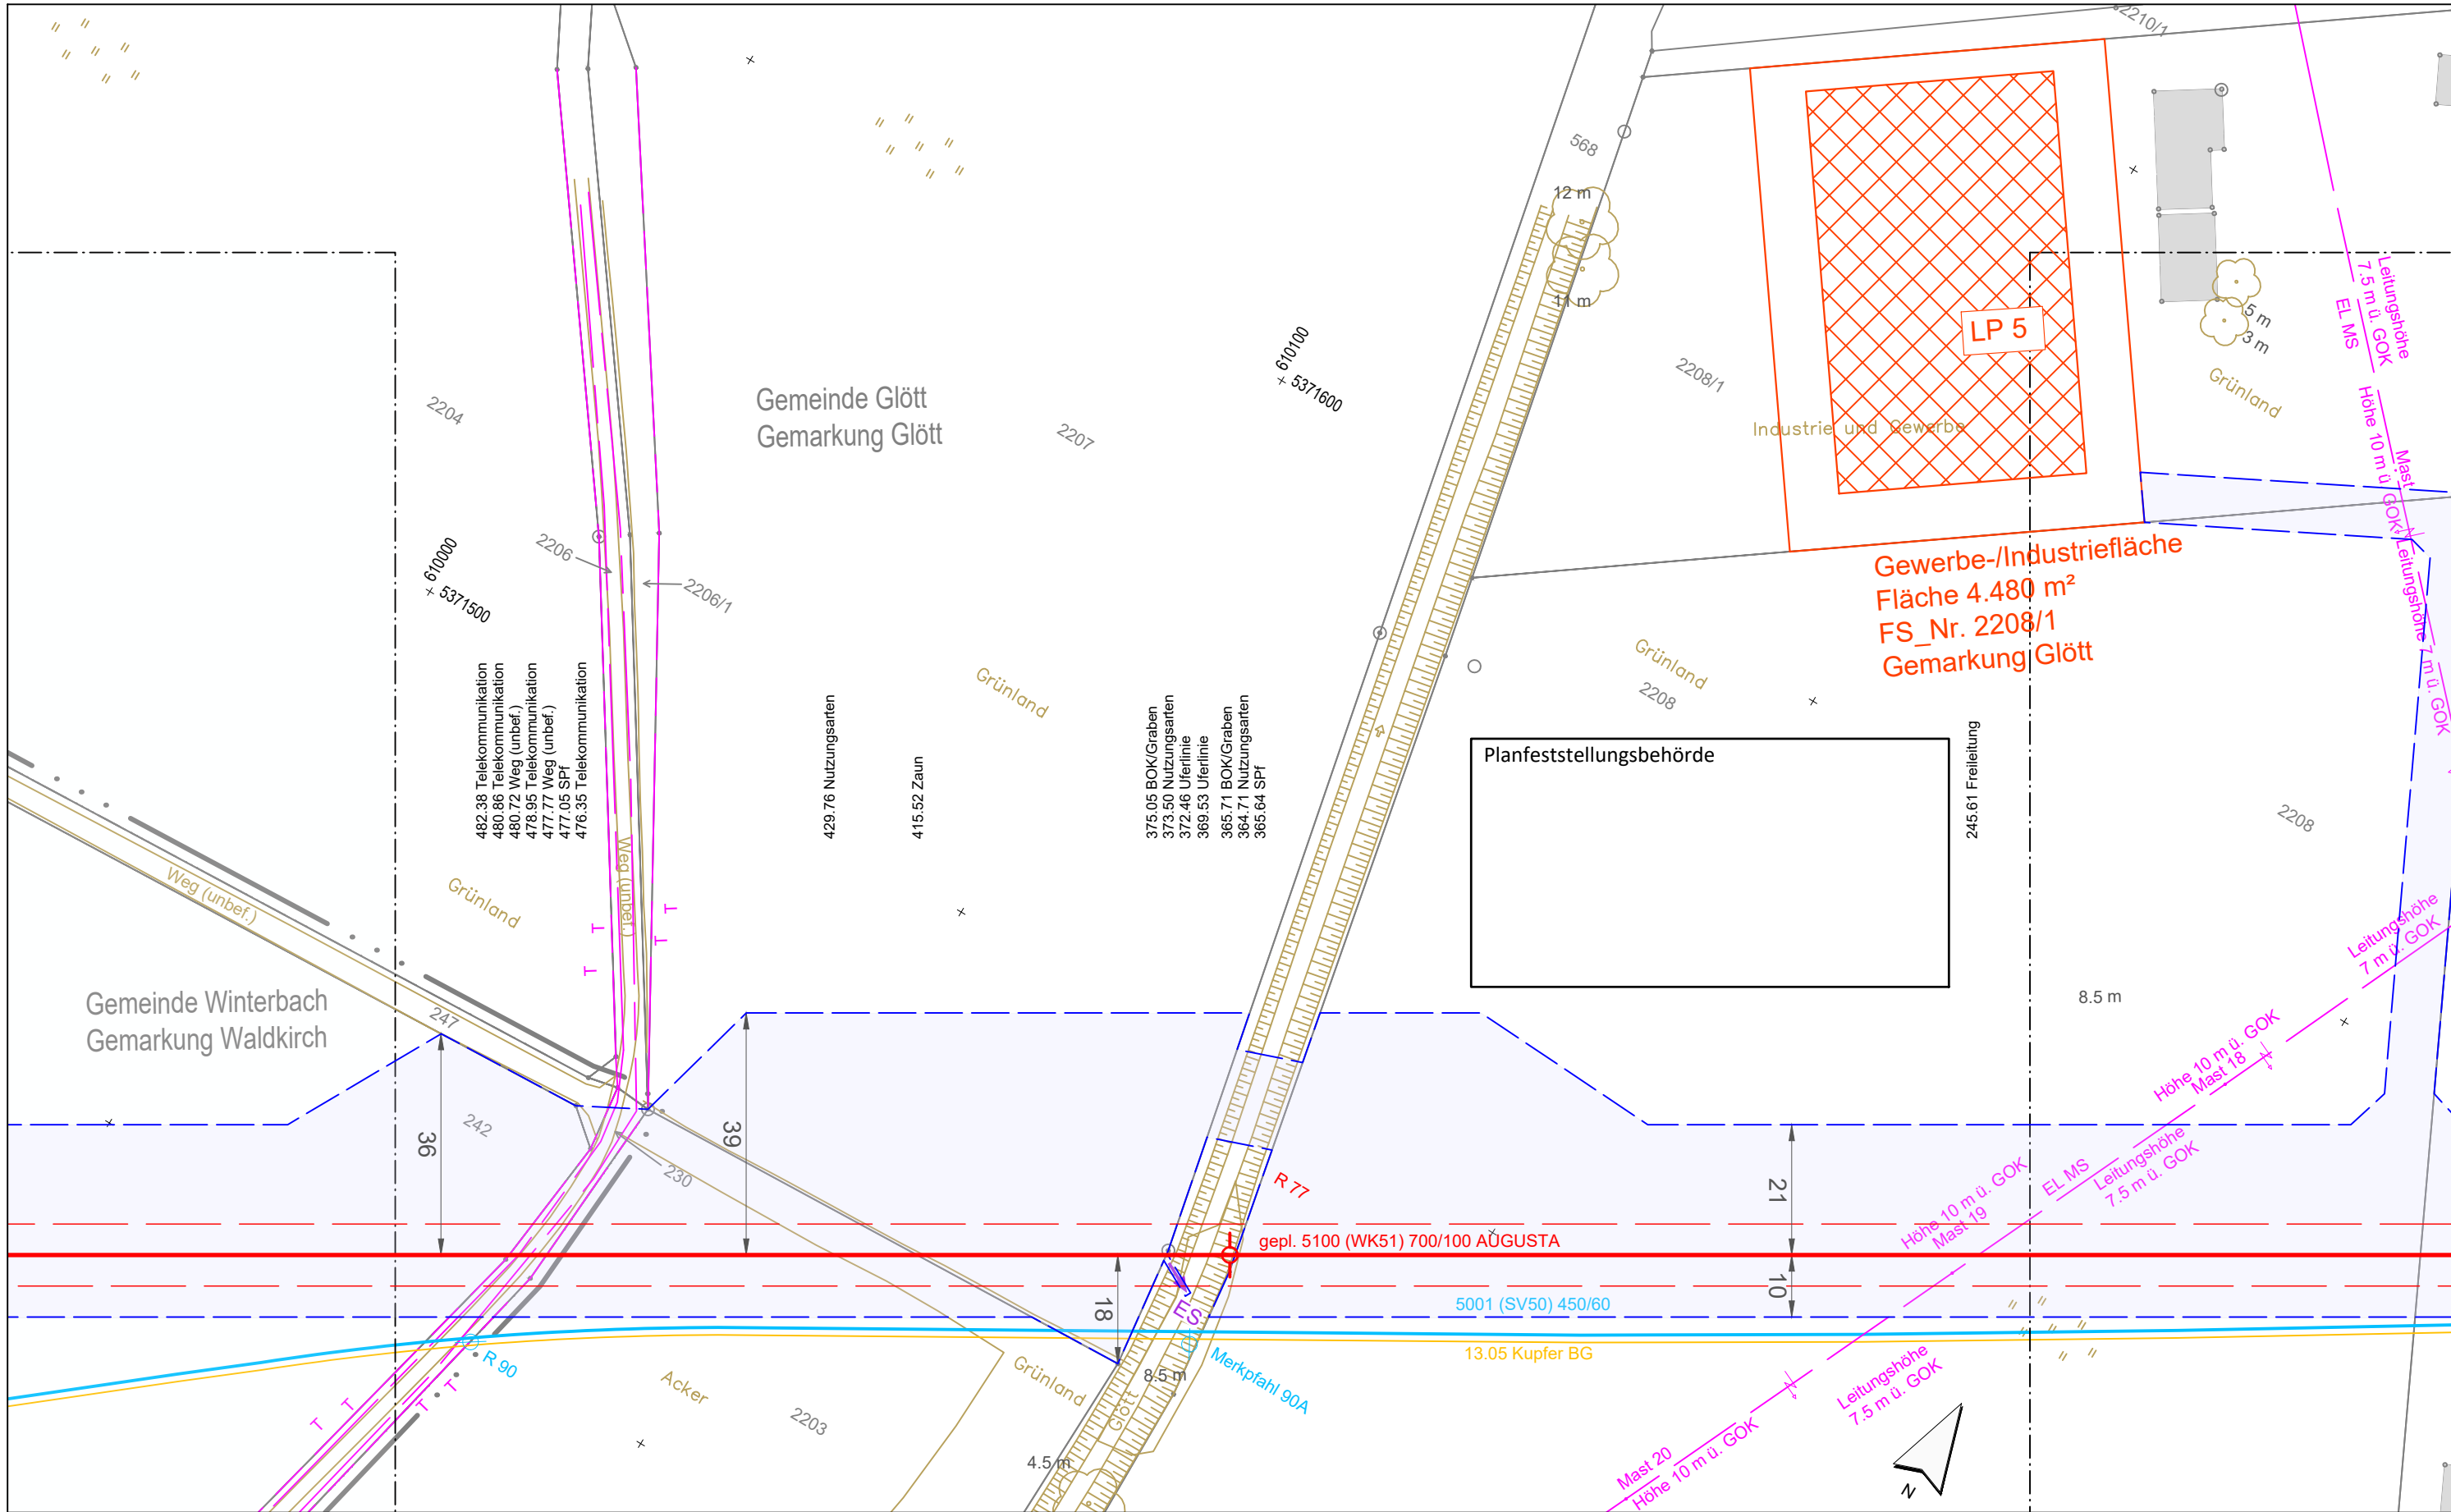 2210/1
568
12 m
11 m
LP 5
2208/1
Industrie und Gewerbe
5 m
3 m
Grünland
Leitungshöhe
7.5 m ü. GOK
EL MS
Höhe 10 m ü. GOK
Mast
Leitungshöhe 7 m ü. GOK
2204
Gemeinde Glött
Gemarkung Glött
2207
610100
+ 5371600
2206
2206/1
610000
+ 5371500
Gewerbe-/Industriefläche
Fläche 4.480 m²
FS_Nr. 2208/1
Gemarkung Glött
Grünland
2208
Grünland
482.38 Telekommunikation
480.86 Telekommunikation
480.72 Weg (unbef.)
478.95 Telekommunikation
477.77 Weg (unbef.)
477.05 SPf
476.35 Telekommunikation
429.76 Nutzungsarten
415.52 Zaun
375.05 BOK/Graben
373.50 Nutzungsarten
372.46 Uferlinie
369.53 Uferlinie
365.71 BOK/Graben
364.71 Nutzungsarten
365.64 SPf
Planfeststellungsbehörde
245.61 Freileitung
2208
Weg (unbef.)
Weg (unbef.)
Grünland
T
T
T
T
Leitungshöhe
7 m ü. GOK
8.5 m
Gemeinde Winterbach
Gemarkung Waldkirch
247
242
36
39
230
Höhe 10 m ü. GOK
Mast 18
21
Höhe 10 m ü. GOK
Mast 19
EL MS
Leitungshöhe
7.5 m ü. GOK
R 77
gepl. 5100 (WK51) 700/100 AUGUSTA
18
10
ES
5001 (SV50) 450/60
13.05 Kupfer BG
R 90
Merkpfahl 90A
T
T
T
Acker
2203
Grünland
8.5 m
Glött
4.5 m
Leitungshöhe
7.5 m ü. GOK
Mast 20
Höhe 10 m ü. GOK
N